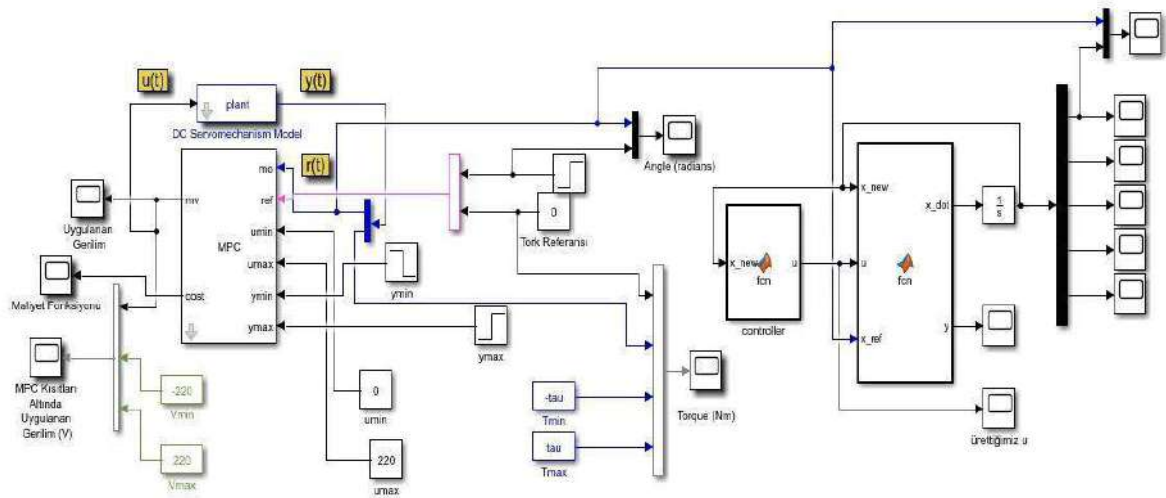 u(t)
y(t)
plant
DC Servomechanism Model
r(t)
mo
mv
ref
umin
MPC
umax
cost
ymin
ymax
Uygulanan
Gerilim
Maliyet Fonksiyonu
MPC Kısıtları
Altında
Uygulanan
Gerilim (V)
-220
Vmin
220
Vmax
0
umin
220
umax
ymin
ymax
0
Tork Referansı
Angle (radians)
-tau
Tmin
tau
Tmax
Torque (Nm)
x_new
fcn
u
controller
x_new
x_dot
u
fcn
x_ref
y
1
s
ürettiğimiz u